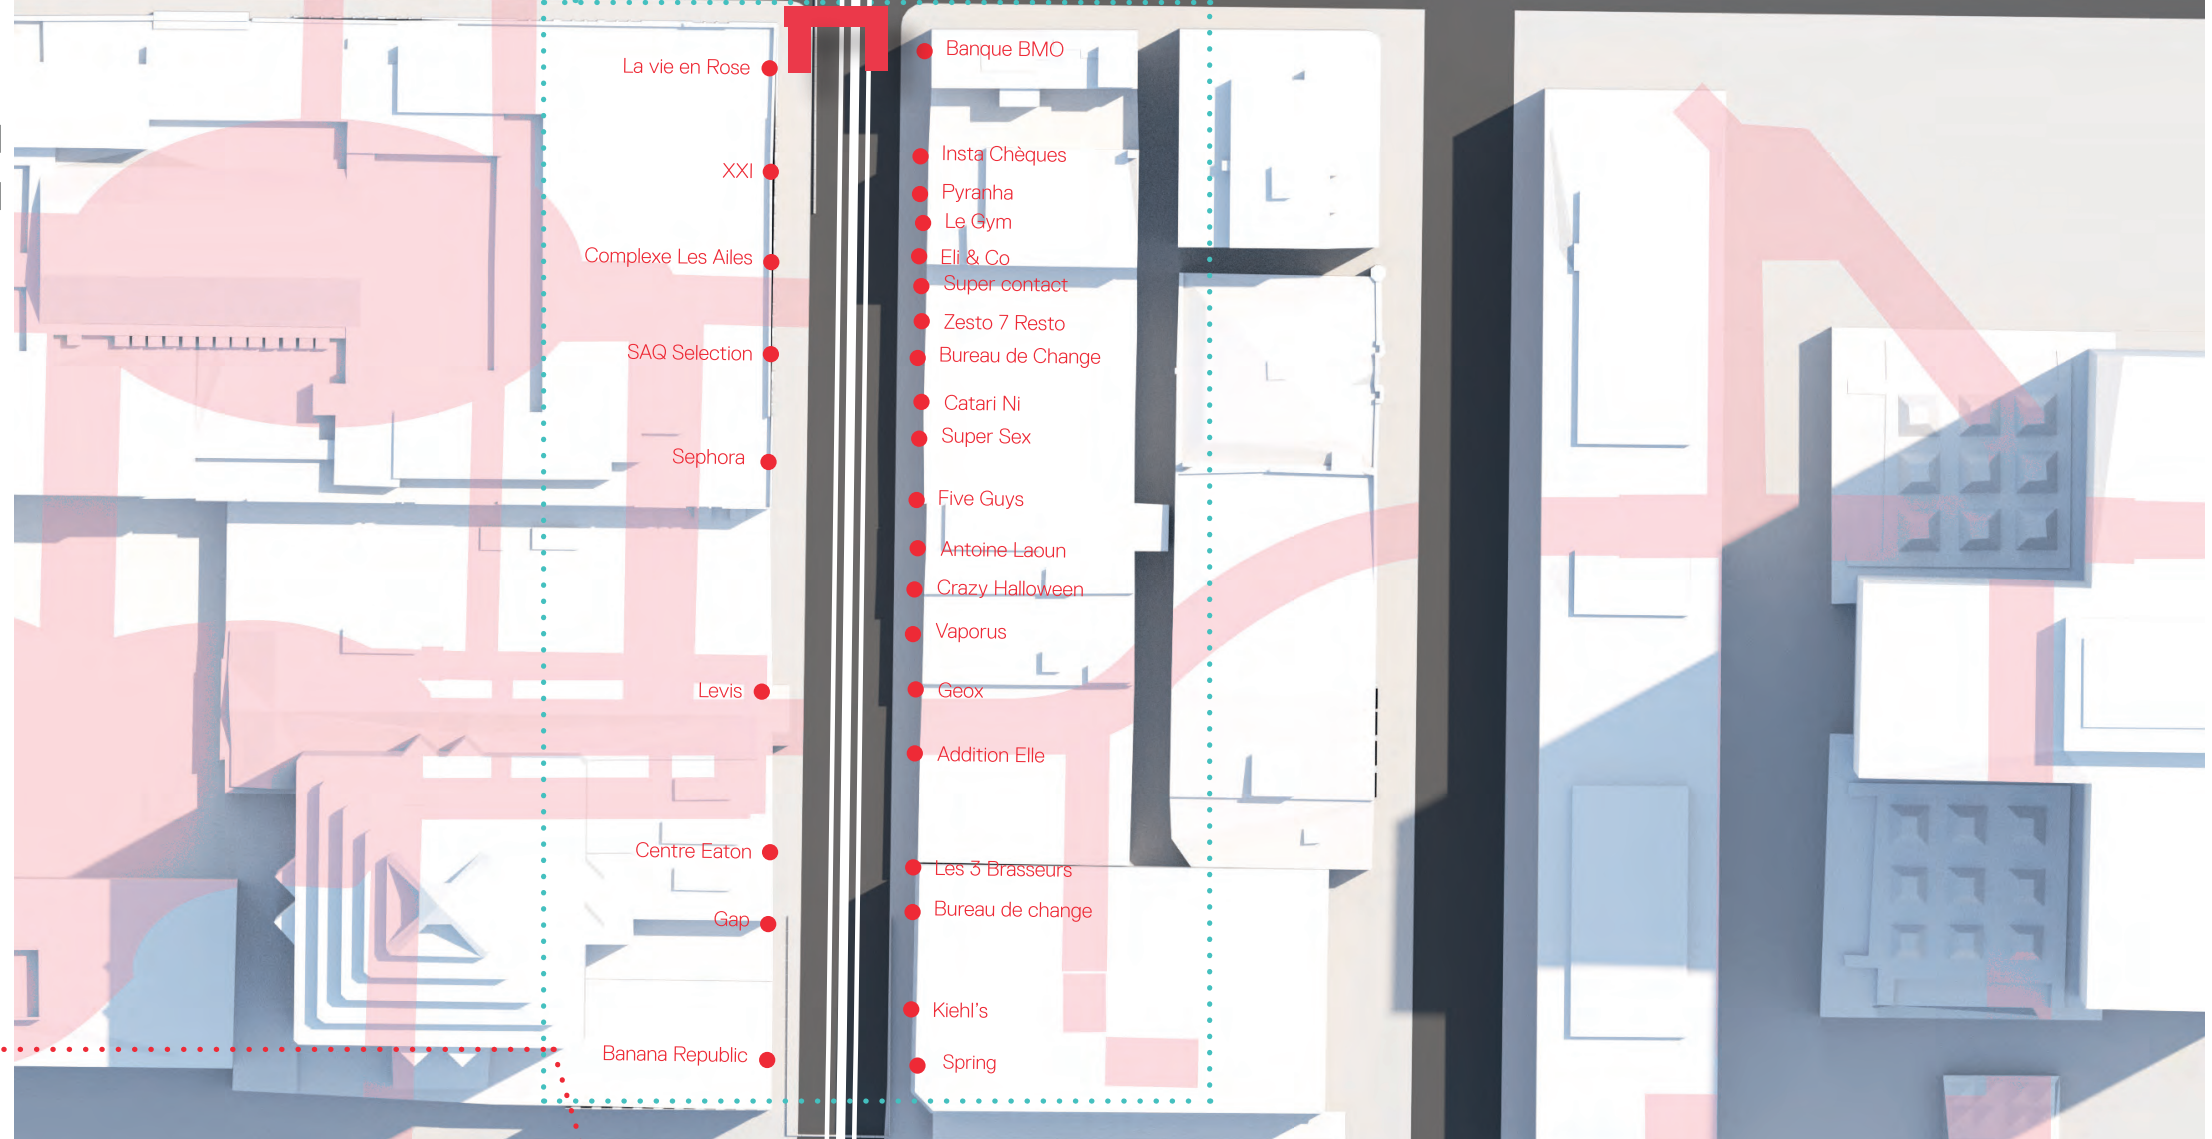 La vie en Rose
XXI
Complexe Les Ailes
SAQ Selection
Sephora
Levis
Centre Eaton
Gap
Banana Republic
Banque BMO
Insta Chèques
Pyranha
Le Gym
Eli & Co
Super contact
Zesto 7 Resto
Bureau de Change
Catari Ni
Super Sex
Five Guys
Antoine Laoun
Crazy Halloween
Vaporus
Geox
Addition Elle
Les 3 Brasseurs
Bureau de change
Kiehl's
Spring